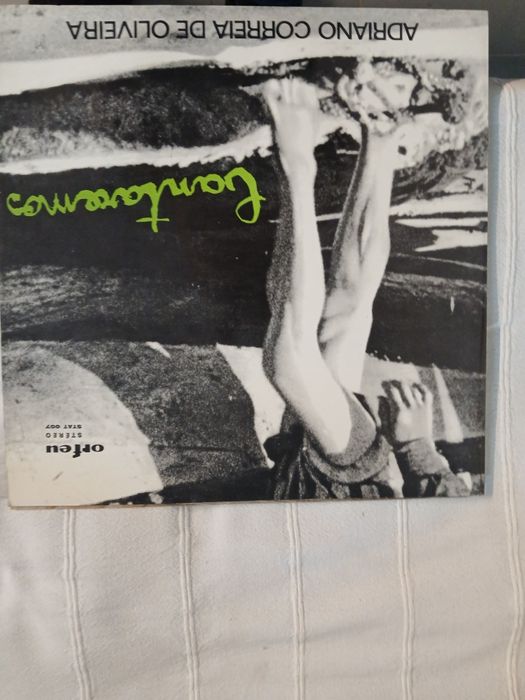 orfeu
STEREO
STAT 007
Cantaremos
ADRIANO CORREIA DE OLIVEIRA